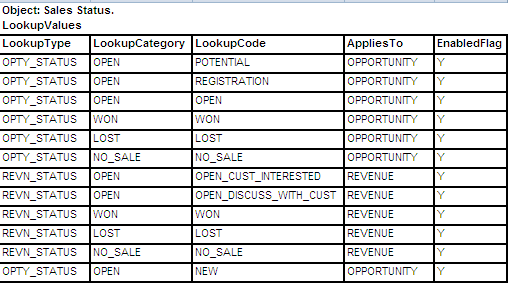 Object: Sales Status.
LookupValues
LookupType LookupCategory LookupCode AppliesTo EnabledFlag
OPTY_STATUS OPEN POTENTIAL OPPORTUNITY Y
OPTY_STATUS OPEN REGISTRATION OPPORTUNITY Y
OPTY_STATUS OPEN OPEN OPPORTUNITY Y
OPTY_STATUS WON WON OPPORTUNITY Y
OPTY_STATUS LOST LOST OPPORTUNITY Y
OPTY_STATUS NO_SALE NO_SALE OPPORTUNITY Y
REVN_STATUS OPEN OPEN_CUST_INTERESTED REVENUE Y
REVN_STATUS OPEN OPEN_DISCUSS_WITH_CUST REVENUE Y
REVN_STATUS WON WON REVENUE Y
REVN_STATUS LOST LOST REVENUE Y
REVN_STATUS NO_SALE NO_SALE REVENUE Y
OPTY_STATUS OPEN NEW OPPORTUNITY Y